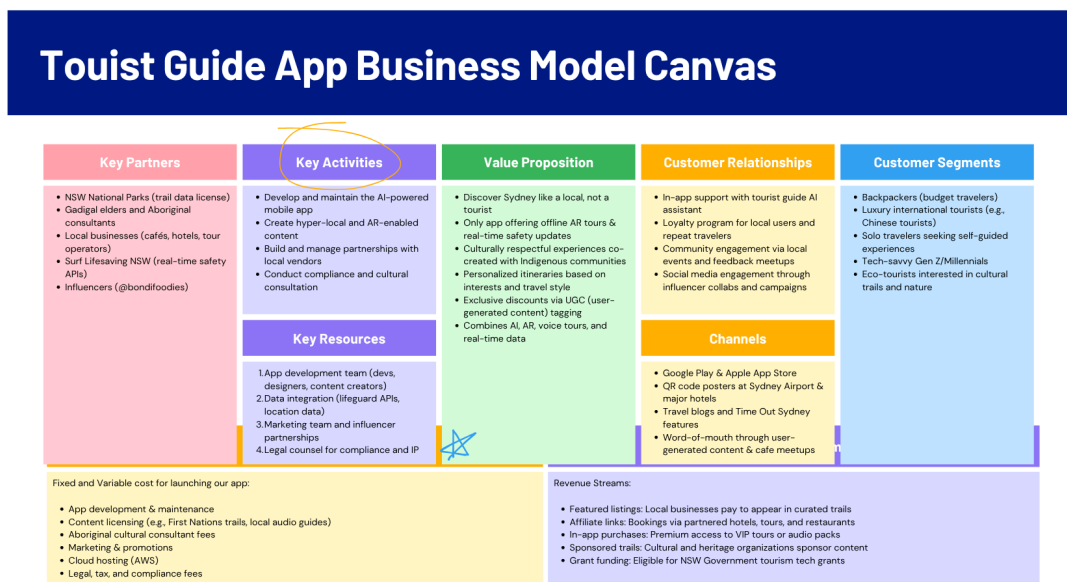 Touist Guide App Business Model Canvas
Key Partners
• NSW National Parks (trail data license)
• Gadigal elders and Aboriginal
consultants
• Local businesses (cafés, hotels, tour
operators)
• Surf Lifesaving NSW (real-time safety
APIs)
• Influencers (@bondifoodies)
Key Activities
• Develop and maintain the AI-powered
mobile app
• Create hyper-local and AR-enabled
content
• Build and manage partnerships with
local vendors
• Conduct compliance and cultural
consultation
Key Resources
1.App development team (devs,
designers, content creators)
2.Data integration (lifeguard APIs,
location data)
3.Marketing team and influencer
partnerships
4.Legal counsel for compliance and IP
Value Proposition
• Discover Sydney like a local, not a
tourist
• Only app offering offline AR tours &
real-time safety updates
• Culturally respectful experiences co-
created with Indigenous communities
• Personalized itineraries based on
interests and travel style
• Exclusive discounts via UGC (user-
generated content) tagging
• Combines AI, AR, voice tours, and
real-time data
Customer Relationships
• In-app support with tourist guide AI
assistant
• Loyalty program for local users and
repeat travelers
• Community engagement via local
events and feedback meetups
• Social media engagement through
influencer collabs and campaigns
Channels
• Google Play & Apple App Store
• QR code posters at Sydney Airport &
major hotels
• Travel blogs and Time Out Sydney
features
• Word-of-mouth through user-
generated content & cafe meetups
Customer Segments
• Backpackers (budget travelers)
• Luxury international tourists (e.g.,
Chinese tourists)
• Solo travelers seeking self-guided
experiences
• Tech-savvy Gen Z/Millennials
• Eco-tourists interested in cultural
trails and nature
Fixed and Variable cost for launching our app:
• App development & maintenance
• Content licensing (e.g., First Nations trails, local audio guides)
• Aboriginal cultural consultant fees
• Marketing & promotions
• Cloud hosting (AWS)
• Legal, tax, and compliance fees
Revenue Streams:
• Featured listings: Local businesses pay to appear in curated trails
• Affiliate links: Bookings via partnered hotels, tours, and restaurants
• In-app purchases: Premium access to VIP tours or audio packs
• Sponsored trails: Cultural and heritage organizations sponsor content
• Grant funding: Eligible for NSW Government tourism tech grants